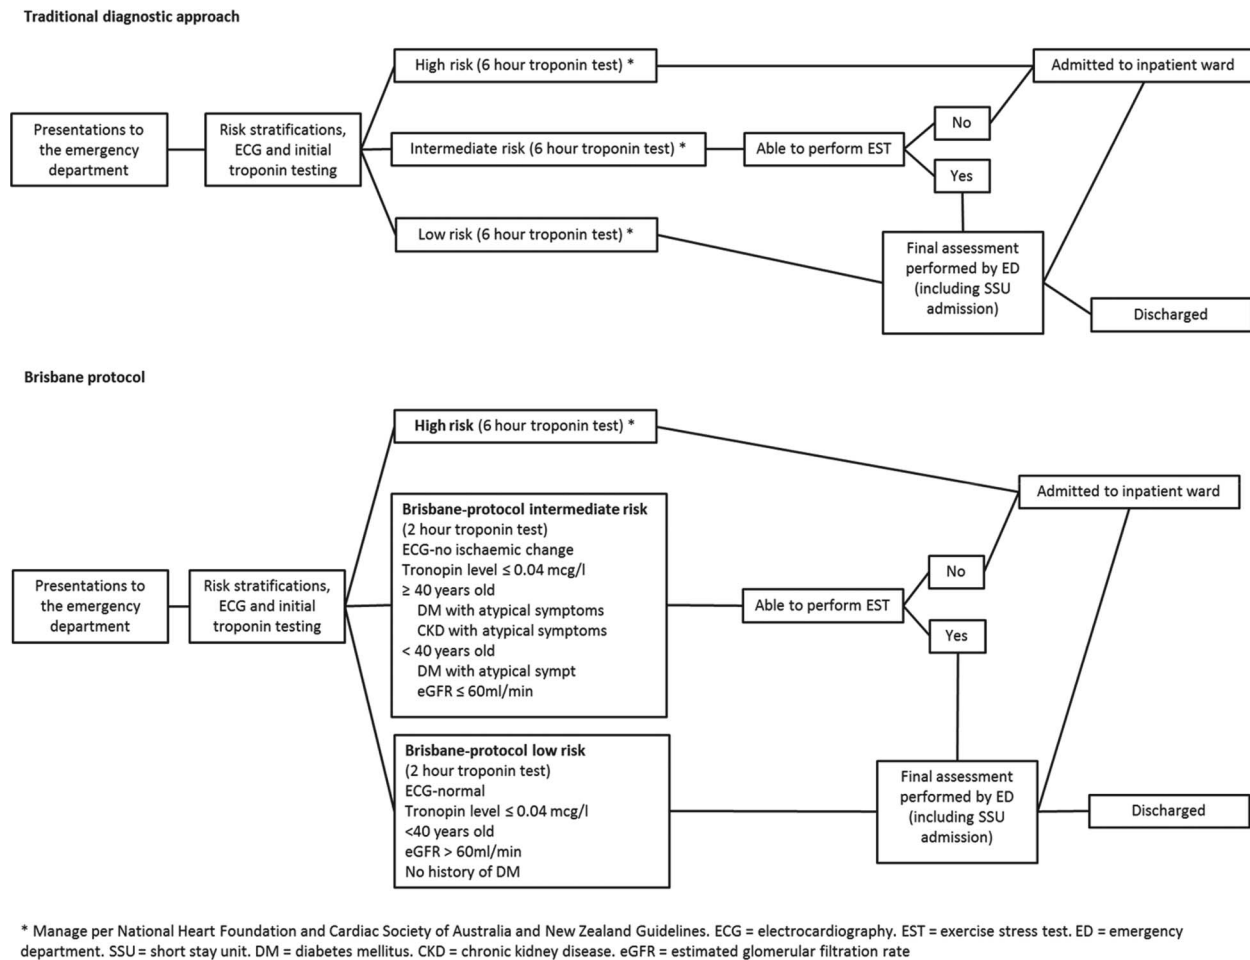 Traditional diagnostic approach
High risk (6 hour troponin test) *
Admitted to inpatient ward
Presentations to
the emergency
department
Risk stratifications,
ECG and initial
troponin testing
Intermediate risk (6 hour troponin test) *
Able to perform EST
No
Yes
Low risk (6 hour troponin test) *
Final assessment
performed by ED
(including SSU
admission)
Discharged
Brisbane protocol
High risk (6 hour troponin test) *
Admitted to inpatient ward
Presentations to
the emergency
department
Risk stratifications,
ECG and initial
troponin testing
Brisbane-protocol intermediate risk
(2 hour troponin test)
ECG-no ischaemic change
Tronopin level ≤ 0.04 mcg/l
≥ 40 years old
DM with atypical symptoms
CKD with atypical symptoms
< 40 years old
DM with atypical sympt
eGFR ≤ 60ml/min
Able to perform EST
No
Yes
Brisbane-protocol low risk
(2 hour troponin test)
ECG-normal
Tronopin level ≤ 0.04 mcg/l
<40 years old
eGFR > 60ml/min
No history of DM
Final assessment
performed by ED
(including SSU
admission)
Discharged
* Manage per National Heart Foundation and Cardiac Society of Australia and New Zealand Guidelines. ECG = electrocardiography. EST = exercise stress test. ED = emergency
department. SSU = short stay unit. DM = diabetes mellitus. CKD = chronic kidney disease. eGFR = estimated glomerular filtration rate